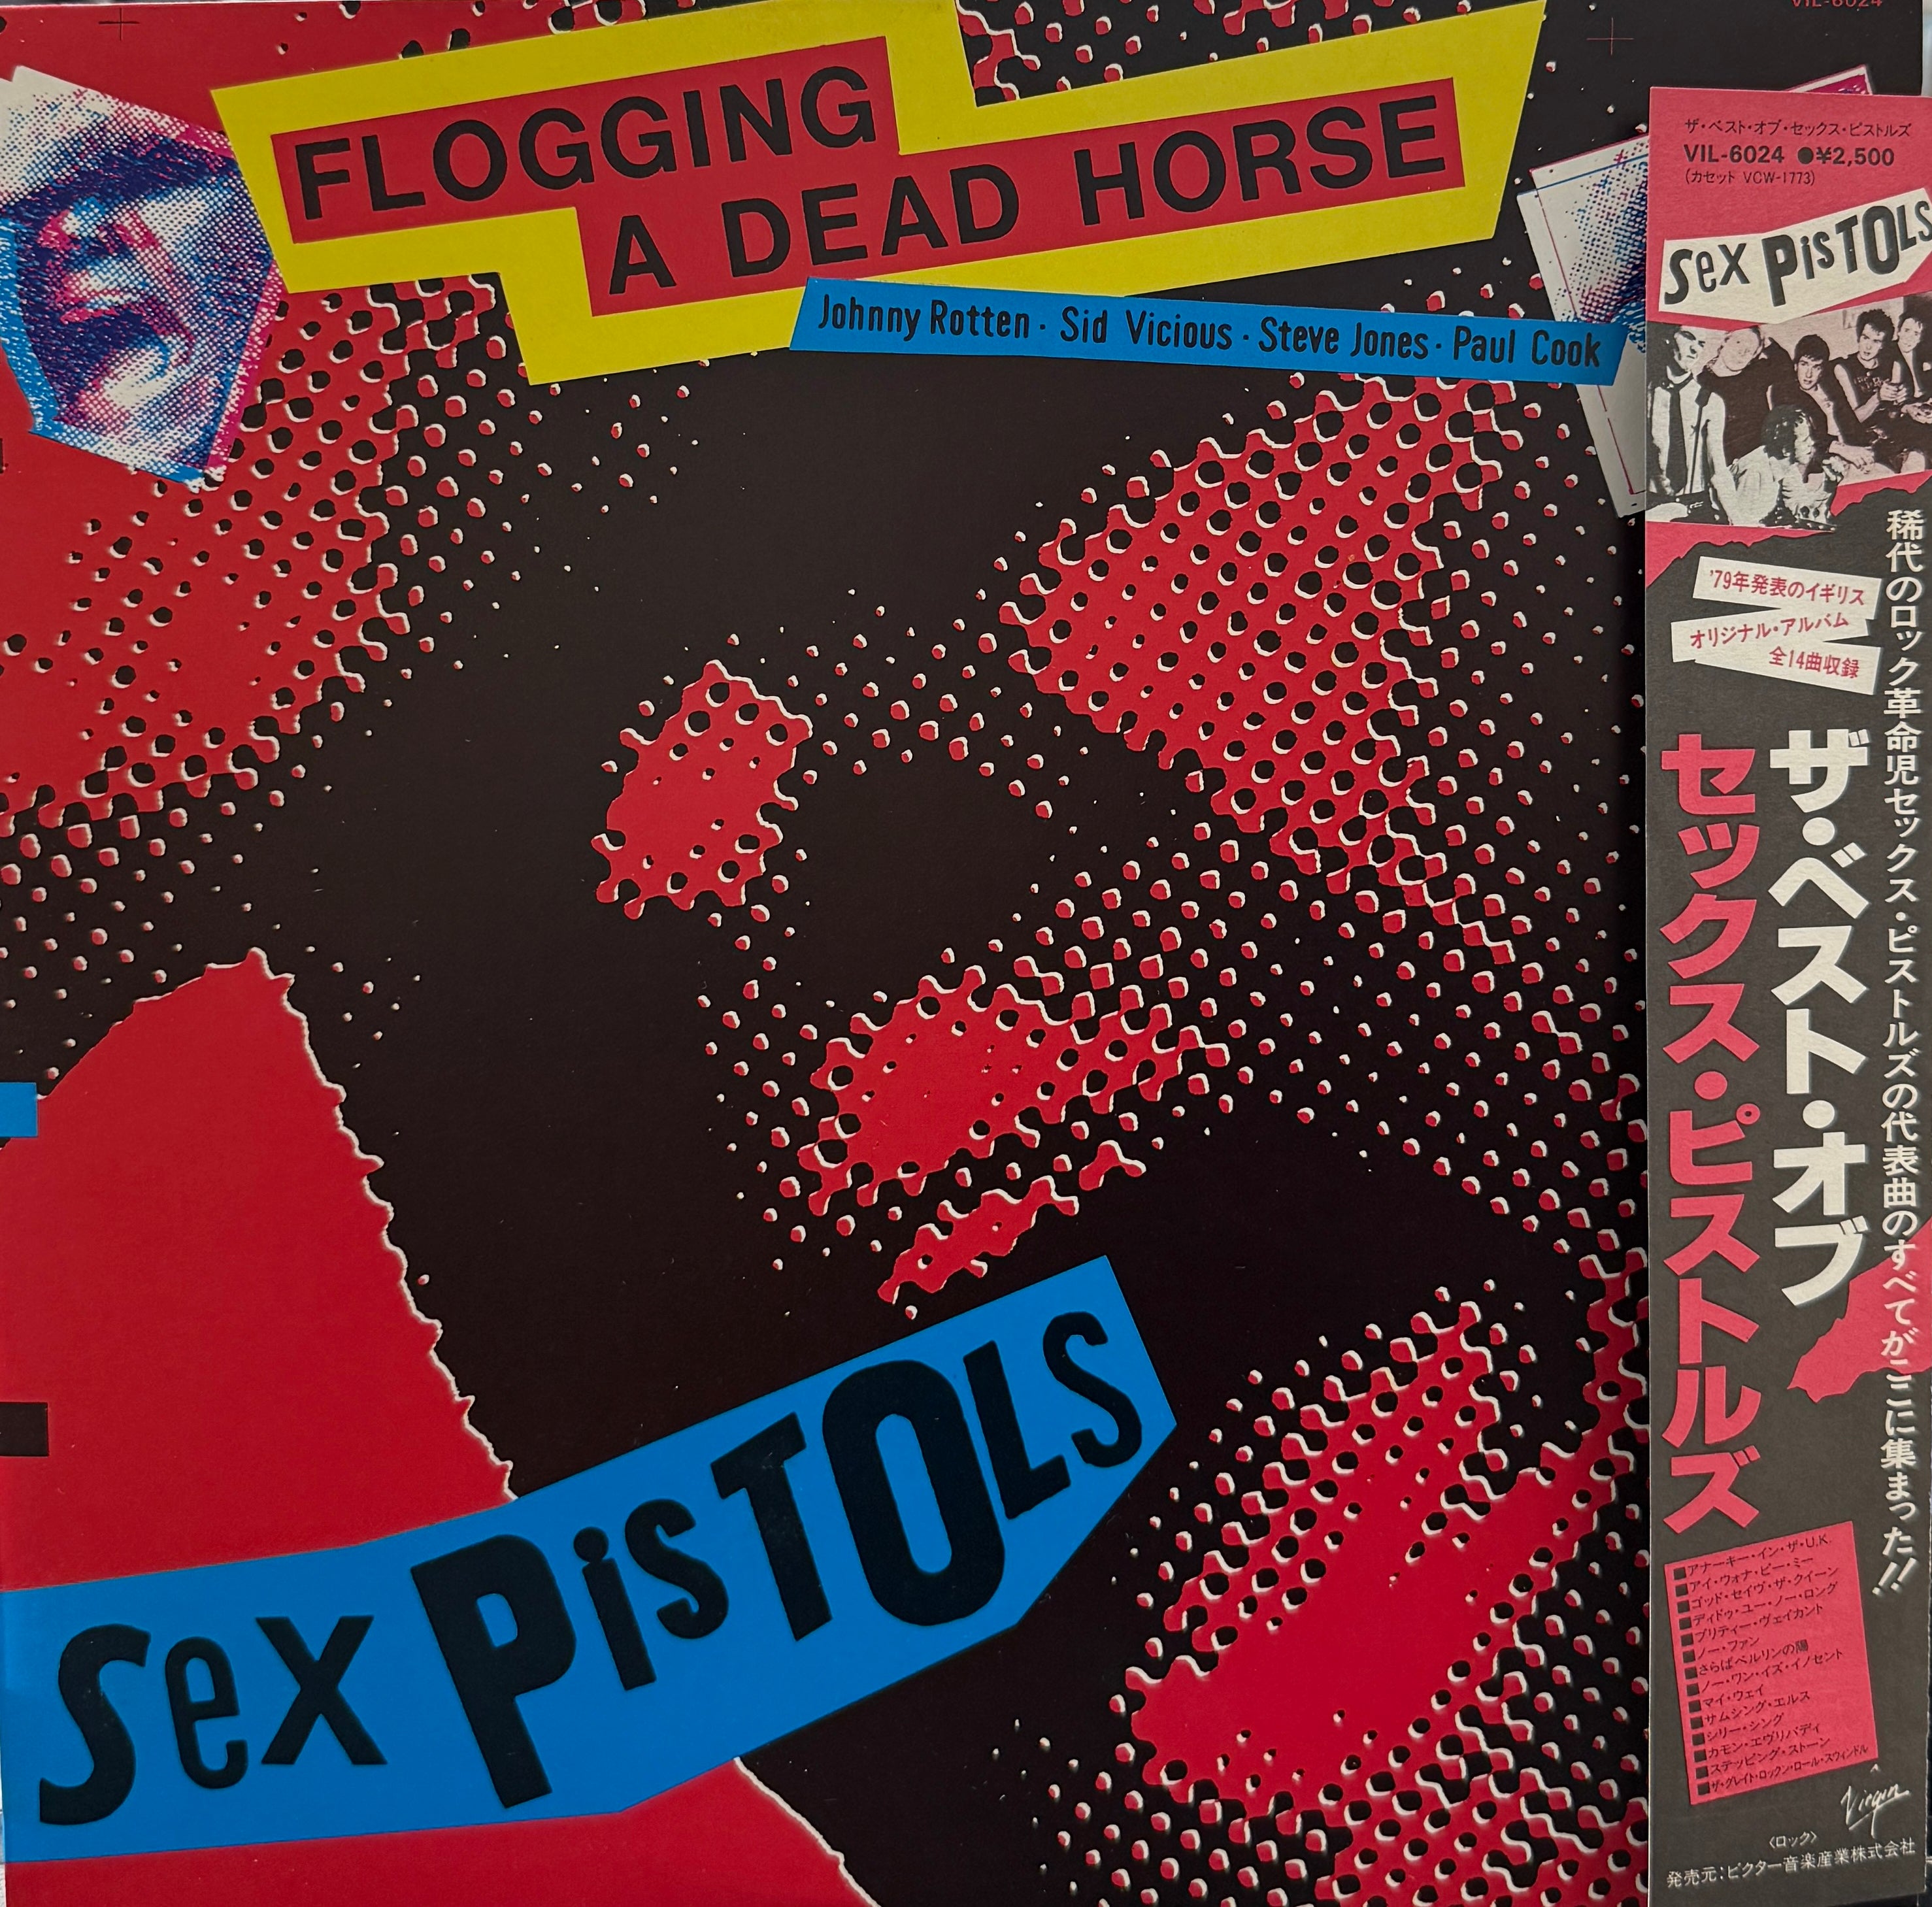 VIL-6024
FLOGGING
A DEAD HORSE
Johnny Rotten · Sid Vicious · Steve Jones · Paul Cook
Sex PisTOLs
ザ・ベスト・オブ・セックス・ピストルズ
VIL-6024 ●¥2,500
(カセット VCW-1773)
Sex PisTOLs
'79年発表のイギリス
オリジナル・アルバム
全14曲収録
稀代のロック革命児セックス・ピストルズの代表曲のすべてがここに集まった!!
ザ・ベスト・オブ
セックス・ピストルズ
■アナーキー・イン・ザ・U.K.
■アイ・ウォナ・ビー・ミー
■ゴッド・セイヴ・ザ・クイーン
■ディドゥ・ユー・ノー・ロング
■プリティー・ヴェイカント
■ノー・ファン
■さらばベルリンの陽
■ノー・ワン・イズ・イノセント
■マイ・ウェイ
■サムシング・エルス
■シリー・シング
■カモン・エヴリバディ
■ステッピング・ストーン
■ザ・グレイト・ロックン・ロール・スウィンドル
Virgin
〈ロック〉
発売元:ビクター音楽産業株式会社